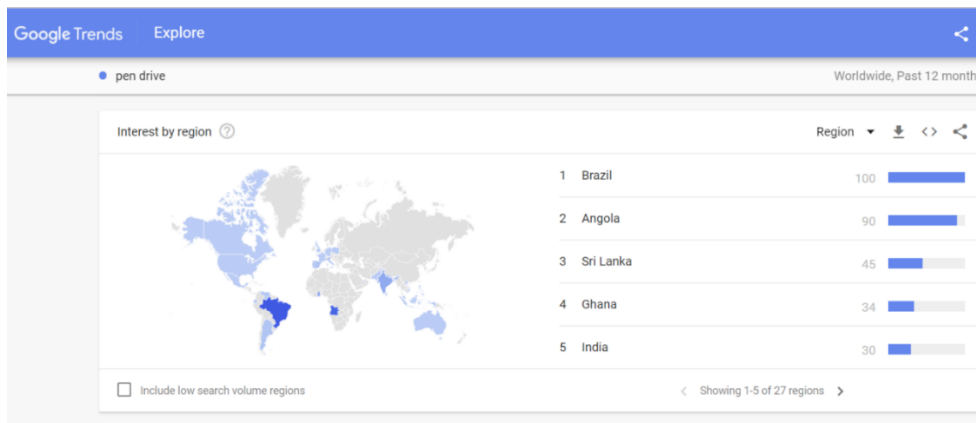 Google Trends Explore
pen drive Worldwide, Past 12 month
Interest by region ? Region
1 Brazil 100
2 Angola 90
3 Sri Lanka 45
4 Ghana 34
5 India 30
Include low search volume regions Showing 1-5 of 27 regions